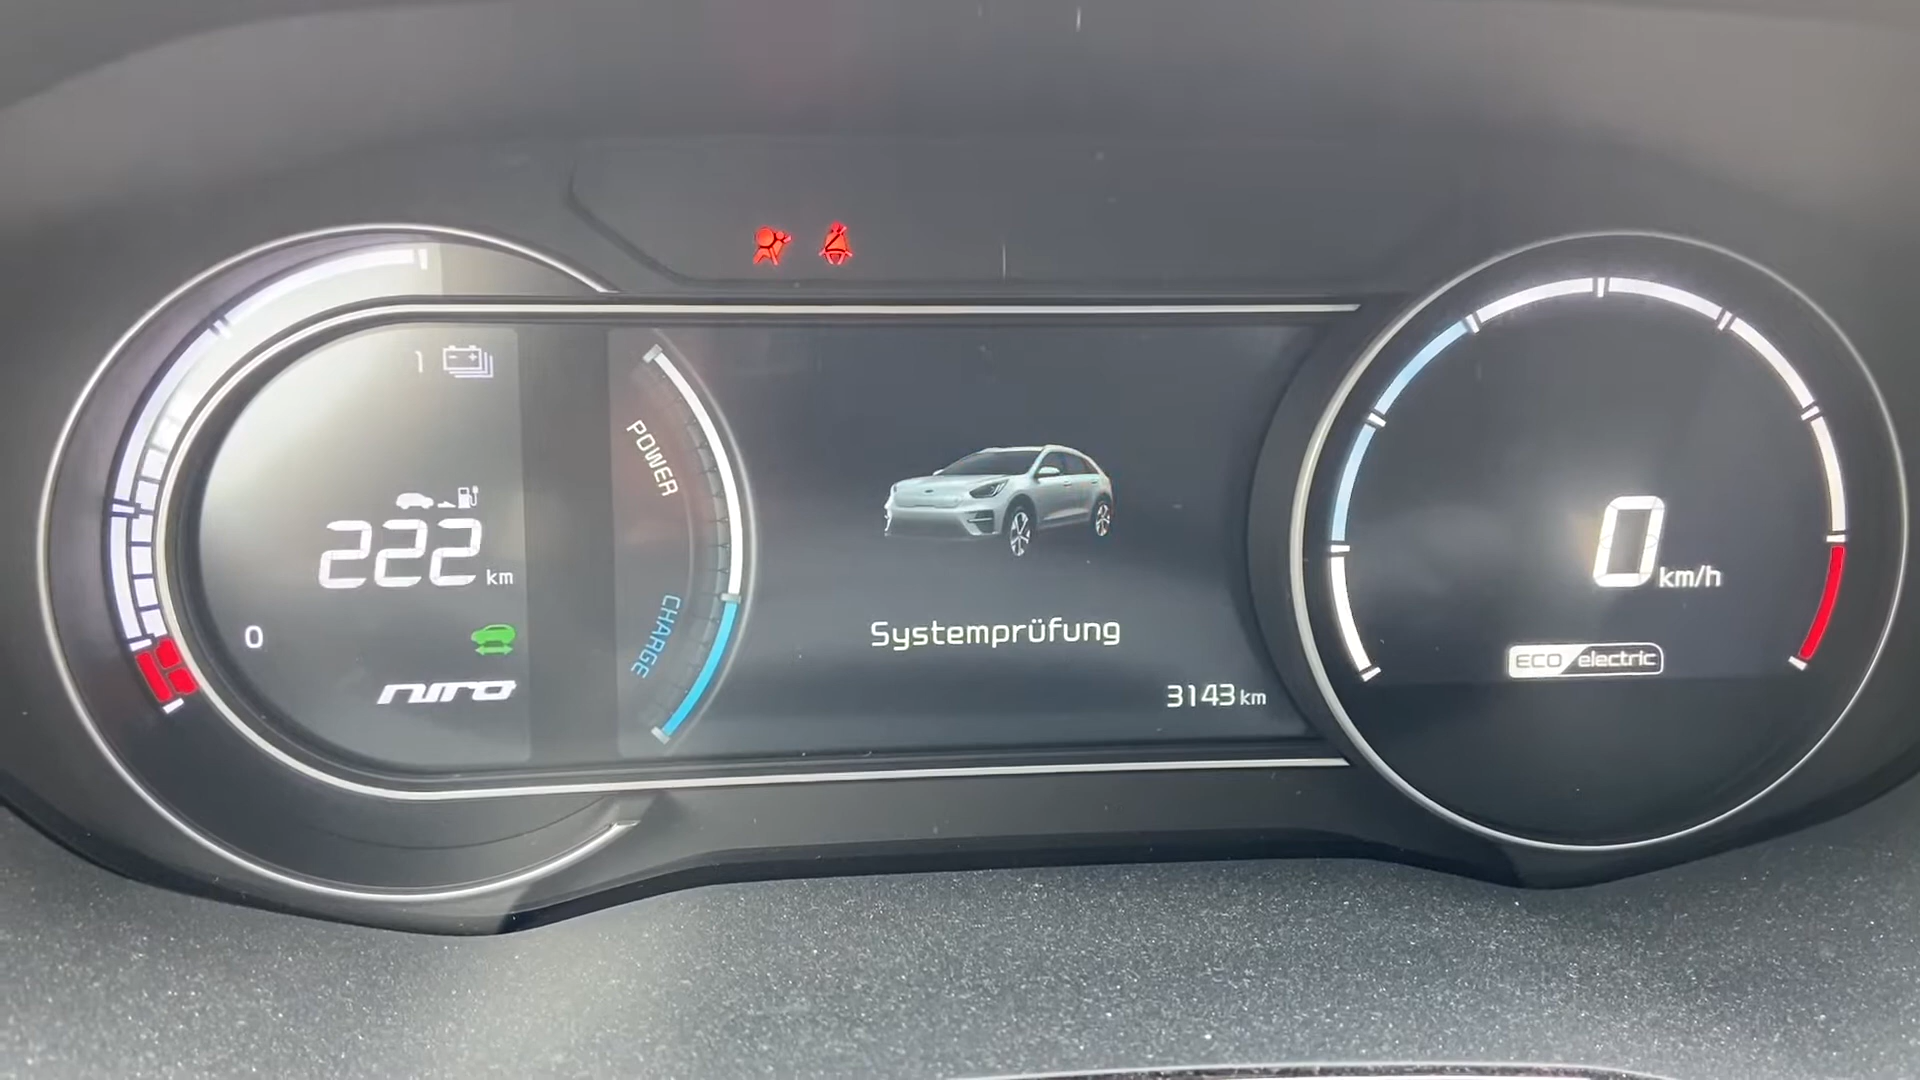 1
222 km
0
niro
POWER
CHARGE
Systemprüfung
3143 km
0 km/h
ECO electric